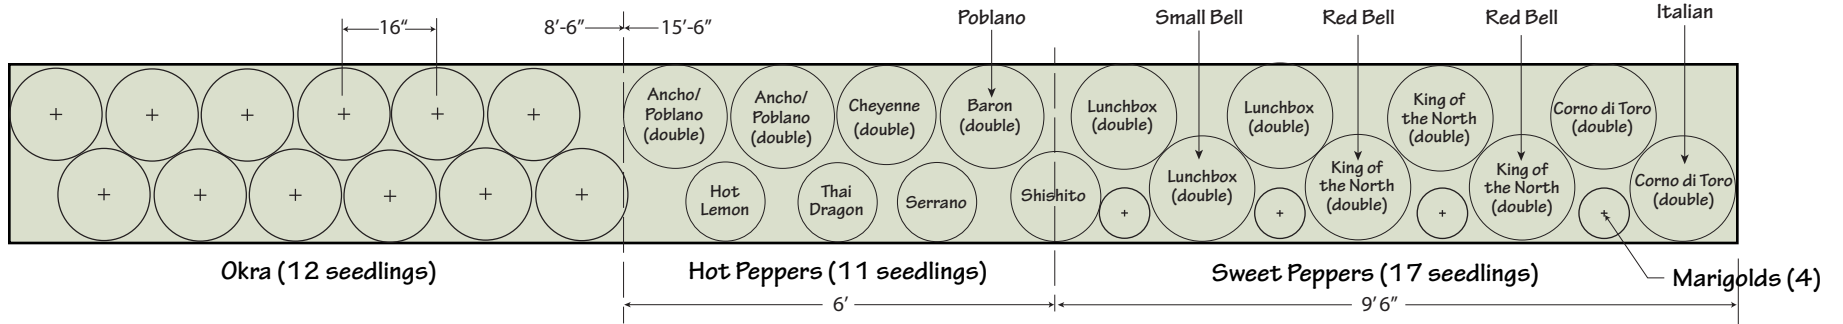 16"
8'-6"
15'-6"
Poblano
Small Bell
Red Bell
Red Bell
Italian
Ancho/
Poblano
(double)
Ancho/
Poblano
(double)
Cheyenne
(double)
Baron
(double)
Lunchbox
(double)
Lunchbox
(double)
King of
the North
(double)
Corno di Toro
(double)
Hot
Lemon
Thai
Dragon
Serrano
Shishito
Lunchbox
(double)
King of
the North
(double)
King of
the North
(double)
Corno di Toro
(double)
Okra (12 seedlings)
Hot Peppers (11 seedlings)
Sweet Peppers (17 seedlings)
Marigolds (4)
6'
9'6"